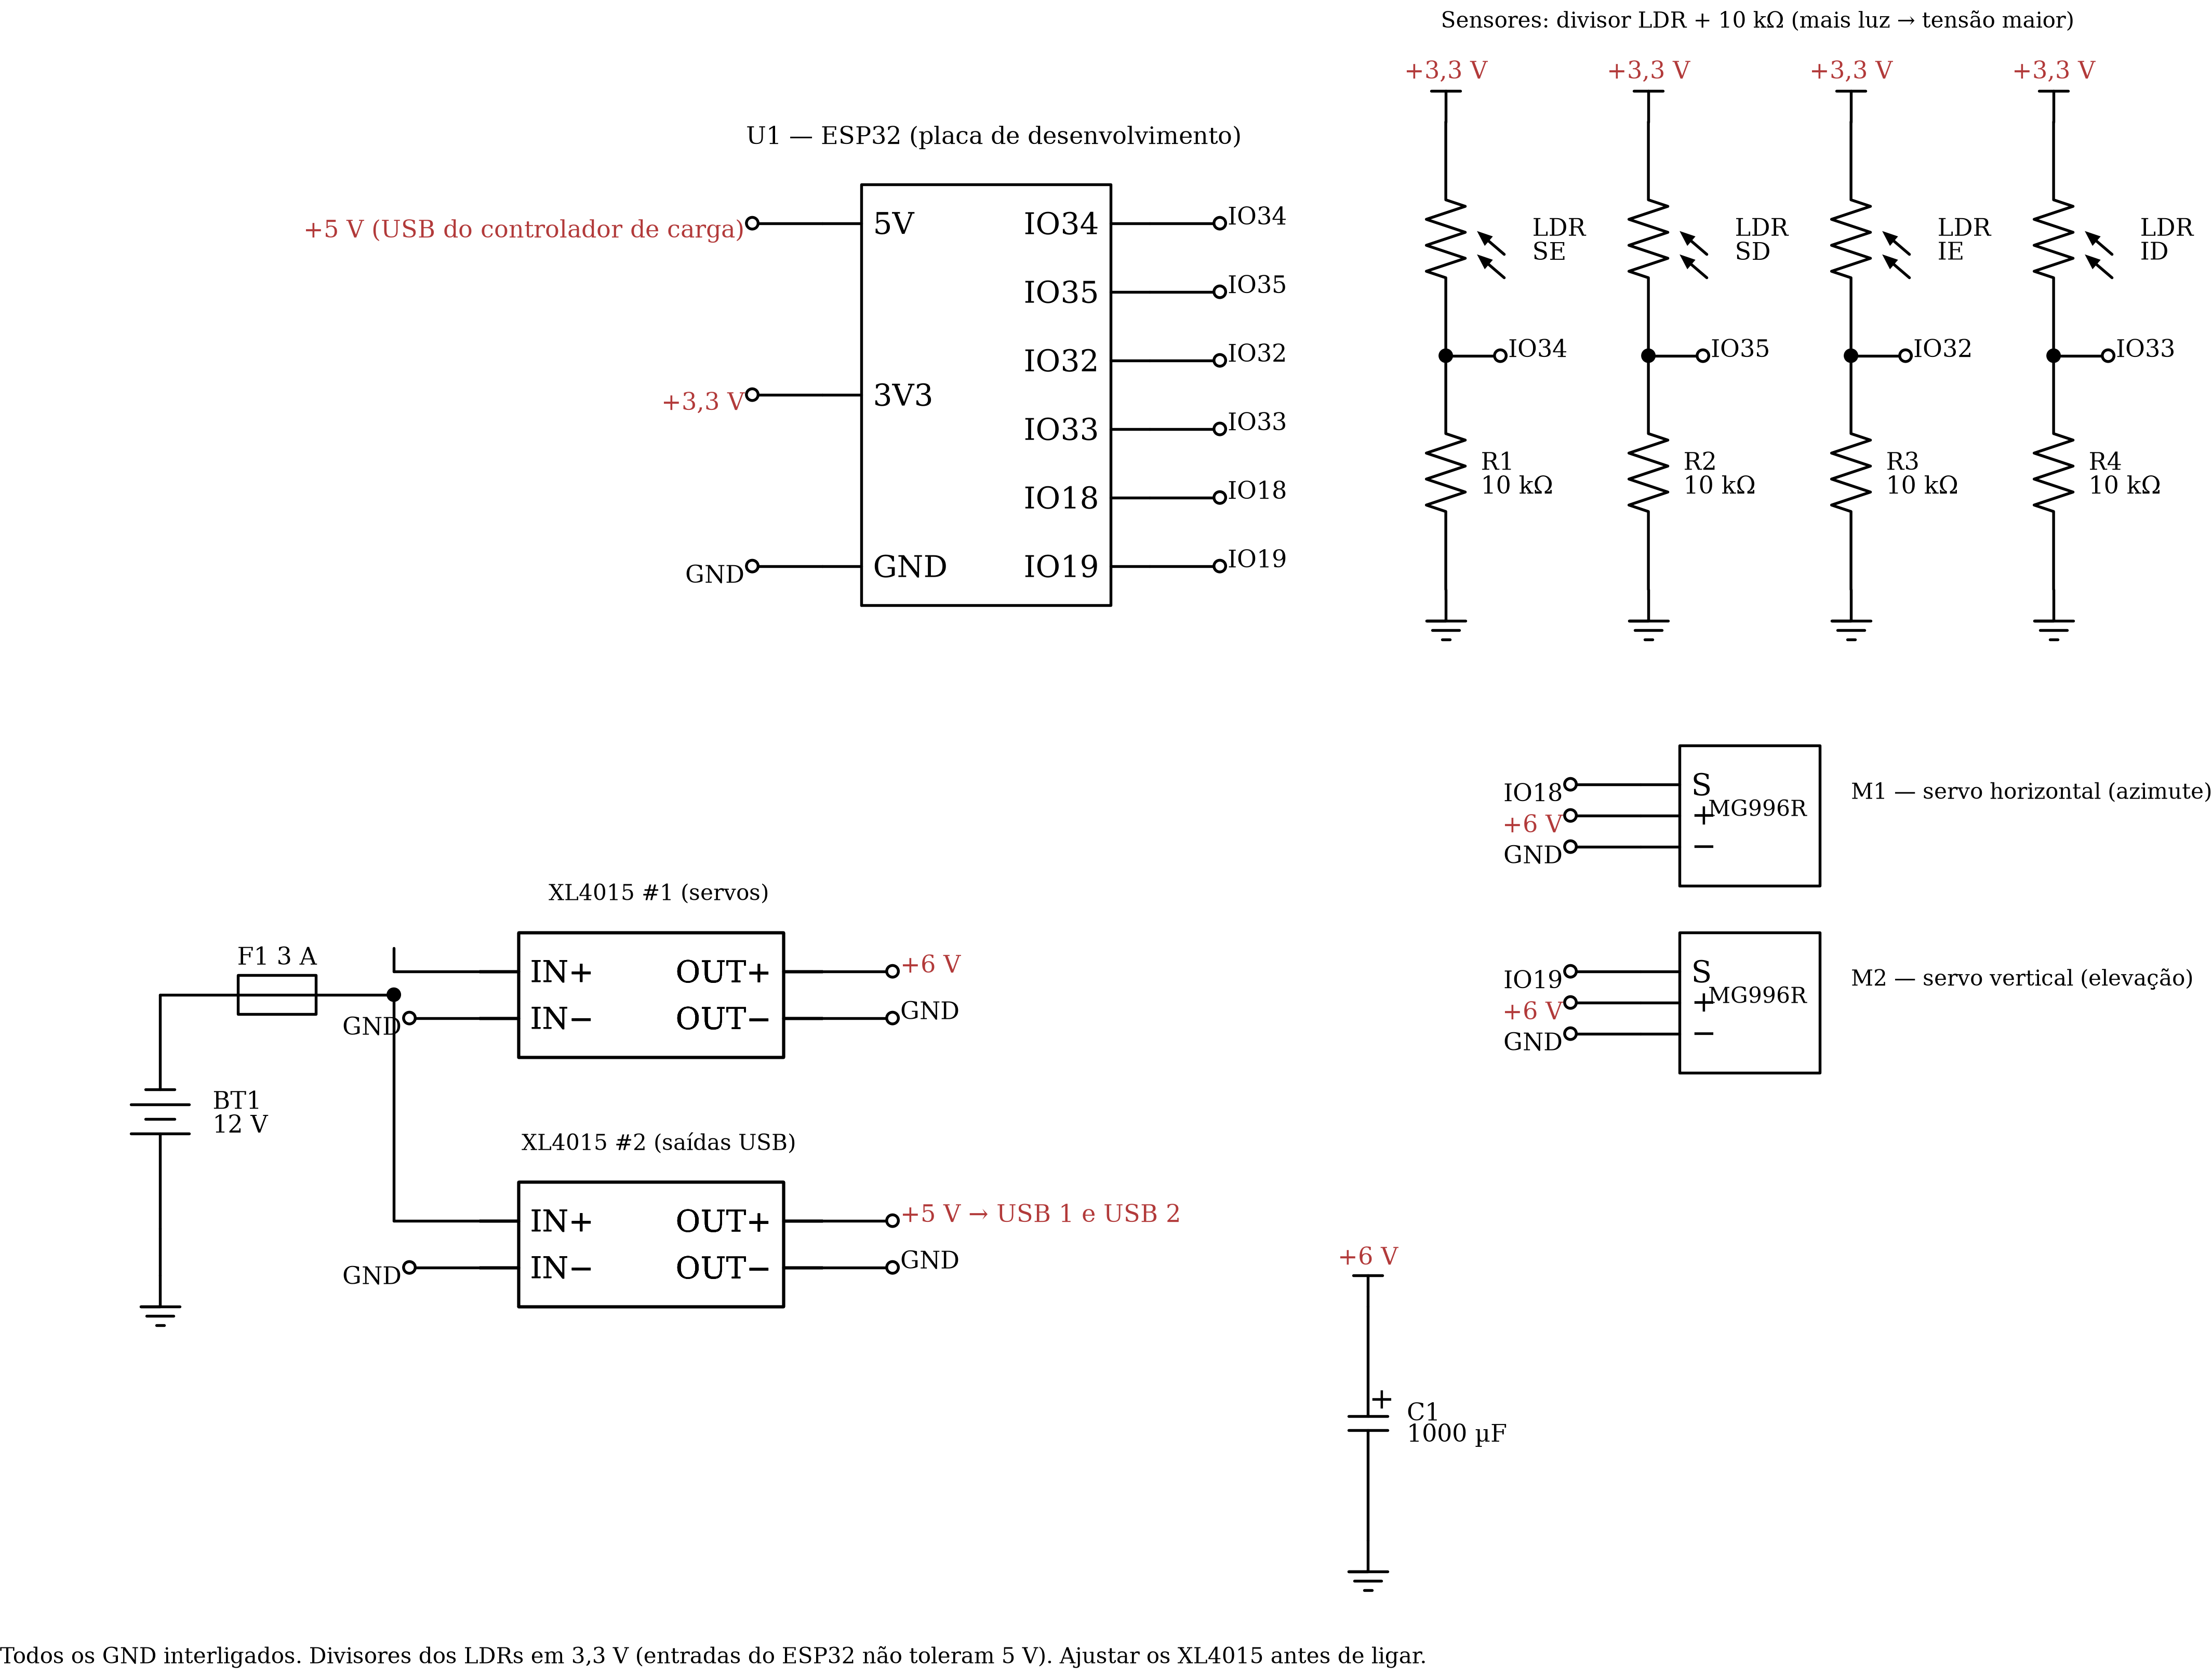 Sensores: divisor LDR + 10 kΩ (mais luz → tensão maior)
+3,3 V
+3,3 V
+3,3 V
+3,3 V
U1 — ESP32 (placa de desenvolvimento)
+5 V (USB do controlador de carga)
5V
3V3
GND
+3,3 V
GND
IO34
IO35
IO32
IO33
IO18
IO19
IO34
IO35
IO32
IO33
IO18
IO19
LDR
SE
LDR
SD
LDR
IE
LDR
ID
IO34
IO35
IO32
IO33
R1
10 kΩ
R2
10 kΩ
R3
10 kΩ
R4
10 kΩ
IO18
+6 V
GND
S
+
−
MG996R
M1 — servo horizontal (azimute)
IO19
+6 V
GND
S
+
−
MG996R
M2 — servo vertical (elevação)
XL4015 #1 (servos)
F1 3 A
GND
IN+
IN−
OUT+
OUT−
+6 V
GND
BT1
12 V
XL4015 #2 (saídas USB)
GND
IN+
IN−
OUT+
OUT−
+5 V → USB 1 e USB 2
GND
+6 V
+
C1
1000 µF
Todos os GND interligados. Divisores dos LDRs em 3,3 V (entradas do ESP32 não toleram 5 V). Ajustar os XL4015 antes de ligar.